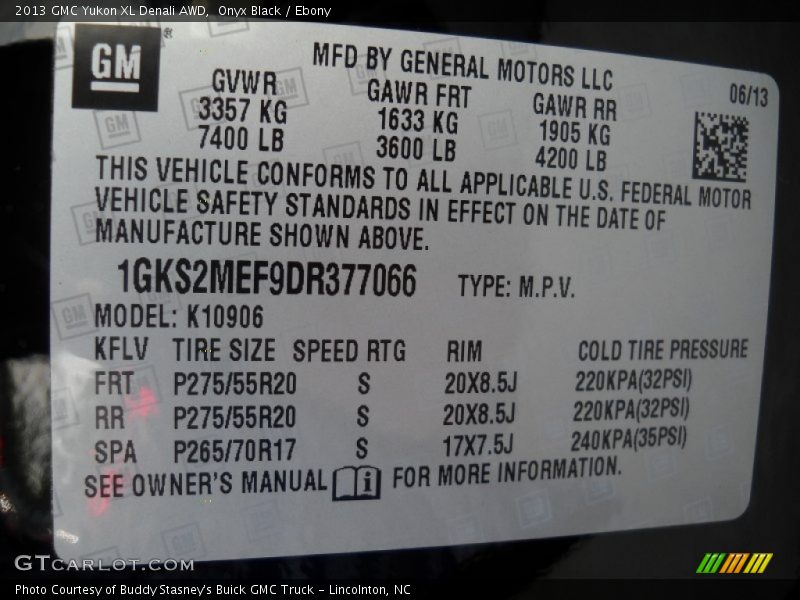 2013 GMC Yukon XL Denali AWD, Onyx Black / Ebony
GM
MFD BY GENERAL MOTORS LLC
06/13
GVWR GAWR FRT GAWR RR
3357 KG 1633 KG 1905 KG
7400 LB 3600 LB 4200 LB
THIS VEHICLE CONFORMS TO ALL APPLICABLE U.S. FEDERAL MOTOR
VEHICLE SAFETY STANDARDS IN EFFECT ON THE DATE OF
MANUFACTURE SHOWN ABOVE.
1GKS2MEF9DR377066 TYPE: M.P.V.
MODEL: K10906
KFLV TIRE SIZE SPEED RTG RIM COLD TIRE PRESSURE
FRT P275/55R20 S 20X8.5J 220KPA(32PSI)
RR P275/55R20 S 20X8.5J 220KPA(32PSI)
SPA P265/70R17 S 17X7.5J 240KPA(35PSI)
SEE OWNER'S MANUAL i FOR MORE INFORMATION.
GTCARLOT.COM
Photo Courtesy of Buddy Stasney's Buick GMC Truck - Lincolnton, NC